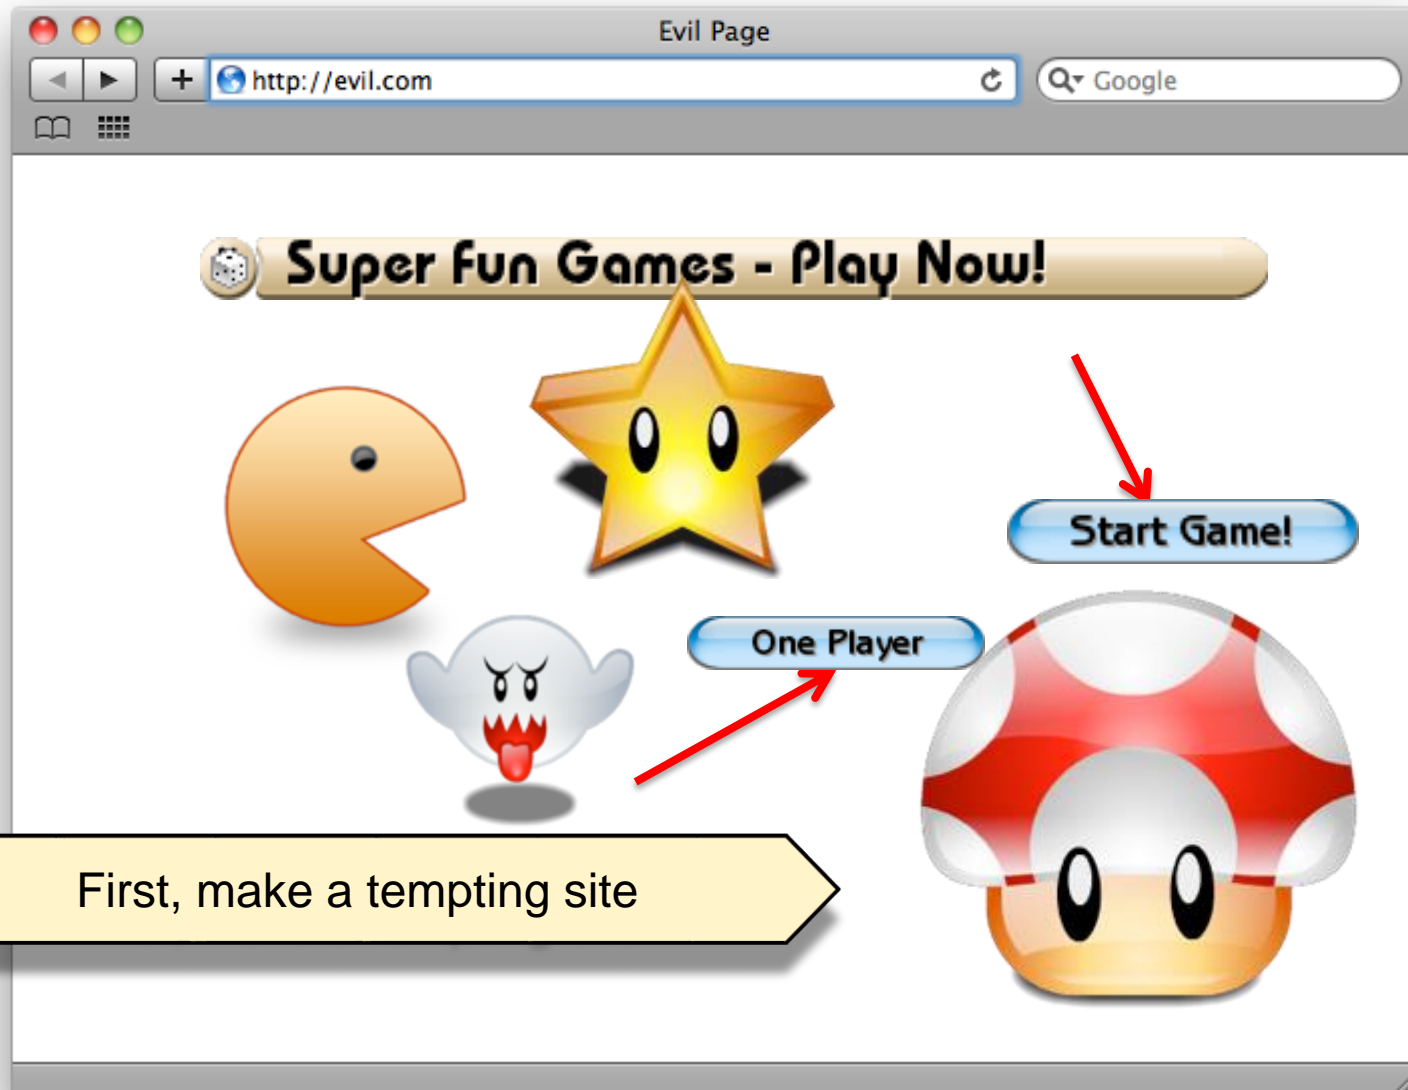 Evil Page
http://evil.com
Google
Super Fun Games - Play Now!
Start Game!
One Player
First, make a tempting site